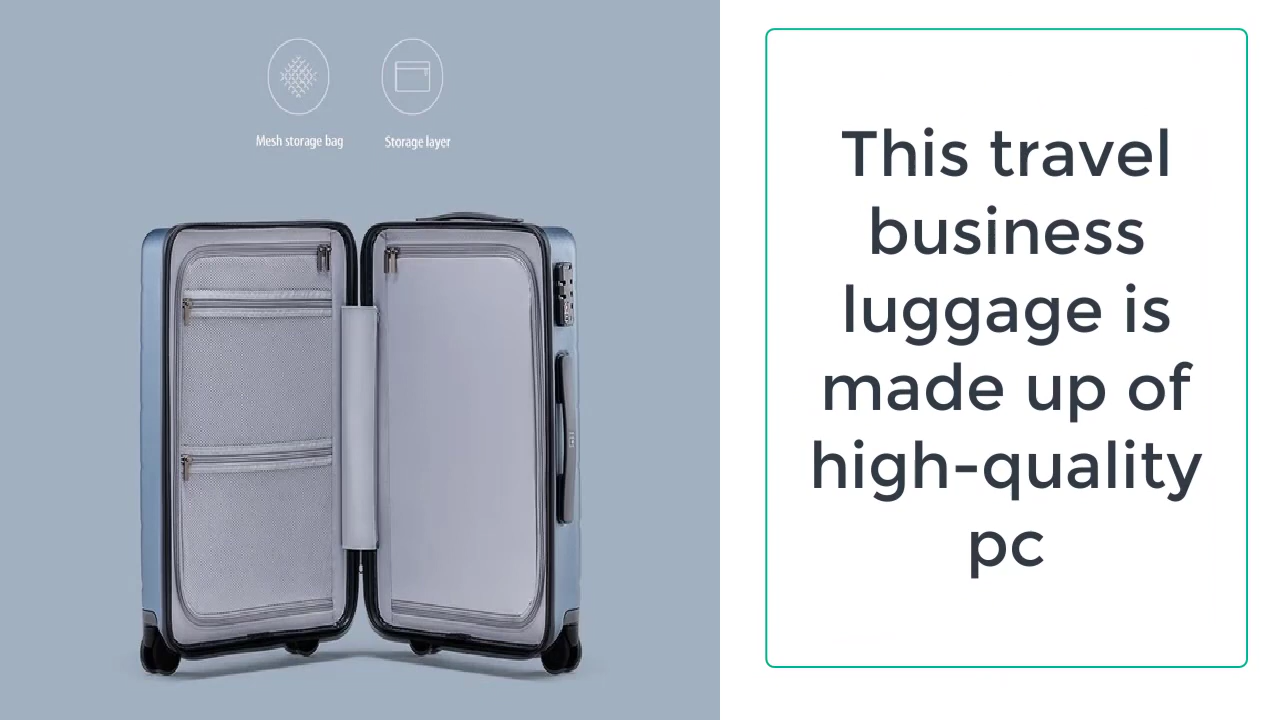 Mesh storage bag
Storage layer
This travel
business
luggage is
made up of
high-quality
pc